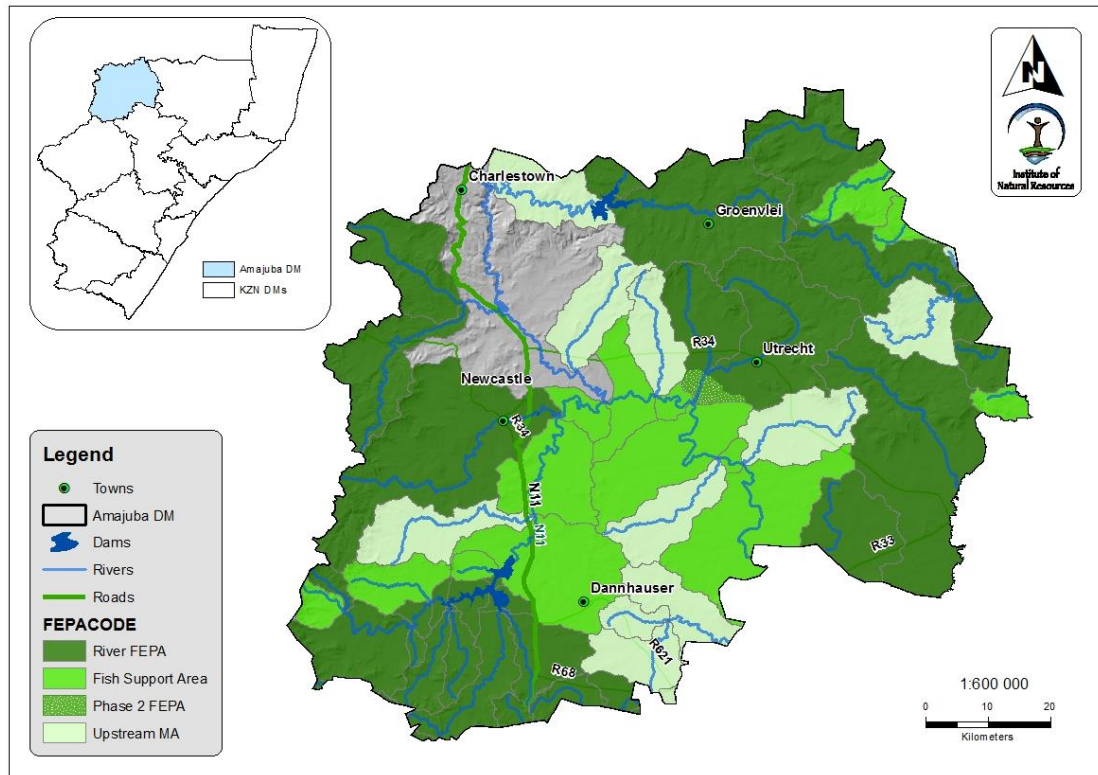 Amajuba DM
KZN DMs
N
Institute of
Natural Resources
Charlestown
Groenvlei
R34
Utrecht
Newcastle
R34
N11
N11
Dannhauser
R33
R621
R68
Legend
Towns
Amajuba DM
Dams
Rivers
Roads
FEPACODE
River FEPA
Fish Support Area
Phase 2 FEPA
Upstream MA
1:600 000
0 10 20
Kilometers